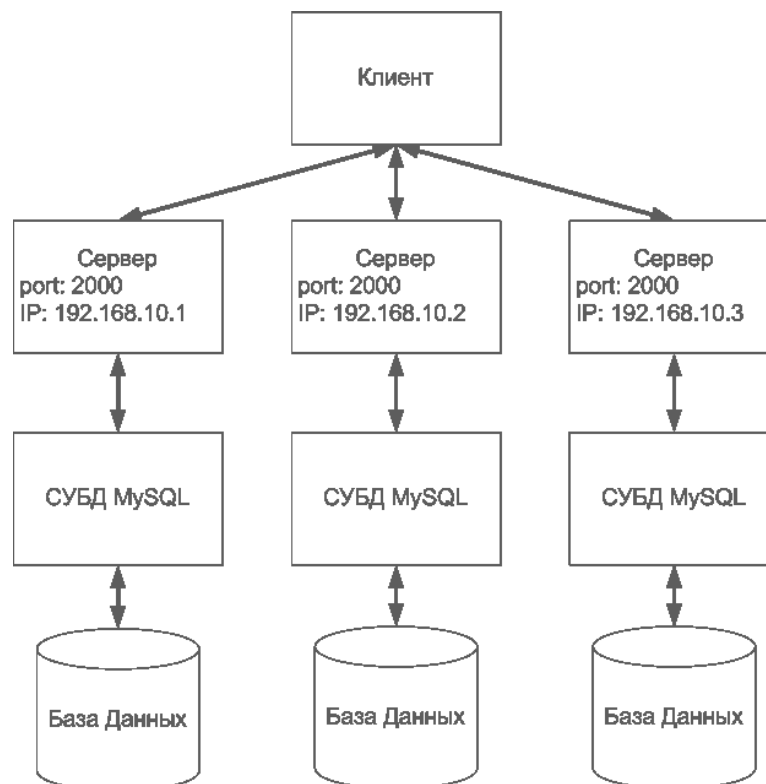 Клиент
Сервер
port: 2000
IP: 192.168.10.1
Сервер
port: 2000
IP: 192.168.10.2
Сервер
port: 2000
IP: 192.168.10.3
СУБД MySQL
СУБД MySQL
СУБД MySQL
База Данных
База Данных
База Данных